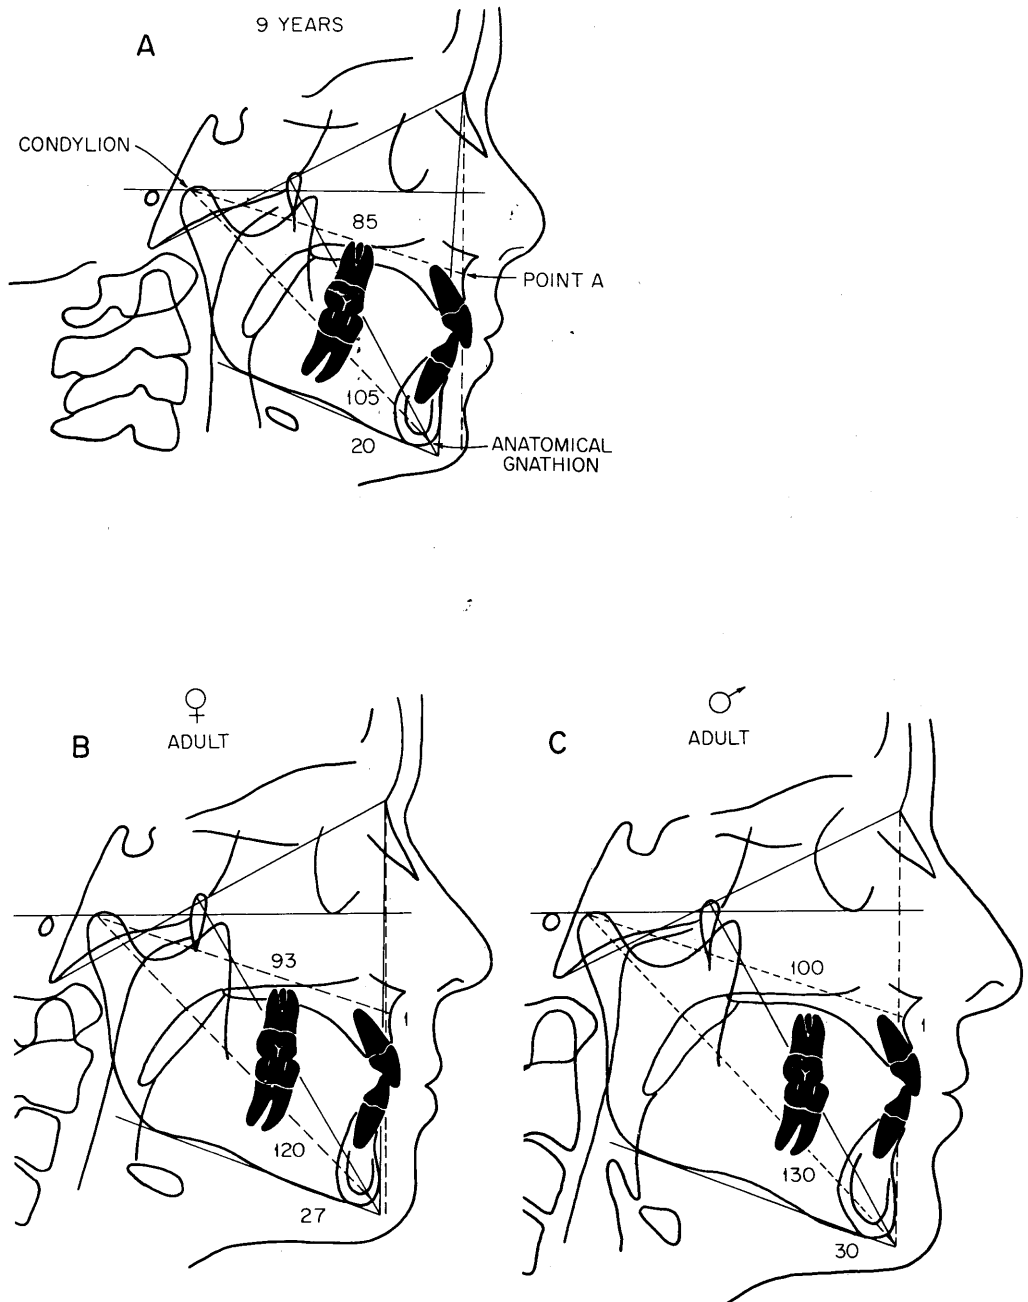 A
9 YEARS
CONDYLION
85
POINT A
105
20
ANATOMICAL
GNATHION
♀
ADULT
B
93
1
120
27
♂
ADULT
C
100
1
130
30